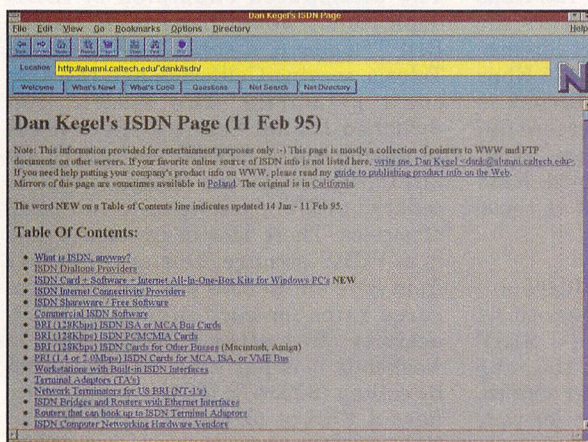 Dan Kegel's ISDN Page
File Edit View Go Bookmarks Options Directory Help
Location: http://alumni.caltech.edu/~dank/isdn/
Welcome What's New! What's Cool! Questions Net Search Net Directory
N
Dan Kegel's ISDN Page (11 Feb 95)
Note: This information provided for entertainment purposes only :-) This page is mostly a collection of pointers to WWW and FTP
documents on other servers. If your favorite online source of ISDN info is not listed here, write me, Dan Kegel <dank@alumni.caltech.edu>.
If you need help putting your company's product info on WWW, please read my guide to publishing product info on the Web.
Mirrors of this page are sometimes available in Poland. The original is in California.
The word NEW on a Table of Contents line indicates updated 14 Jan - 11 Feb 95.
Table Of Contents:
What is ISDN, anyway?
ISDN Dialtone Providers
ISDN Card + Software + Internet All-In-One-Box Kits for Windows PC's NEW
ISDN Internet Connectivity Providers
ISDN Shareware / Free Software
Commercial ISDN Software
BRI (128Kbps) ISDN ISA or MCA Bus Cards
BRI (128Kbps) ISDN PCMCMIA Cards
BRI (128Kbps) ISDN Cards for Other Busses (Macintosh, Amiga)
PRI (1.4 or 2.0Mbps) ISDN Cards for MCA, ISA, or VME Bus
Workstations with Built-in ISDN Interfaces
Terminal Adaptors (TA's)
Network Terminators for US BRI (NT-1's)
ISDN Bridges and Routers with Ethernet Interfaces
Routers that can hook up to ISDN Terminal Adaptors
ISDN Computer Networking Hardware Vendors